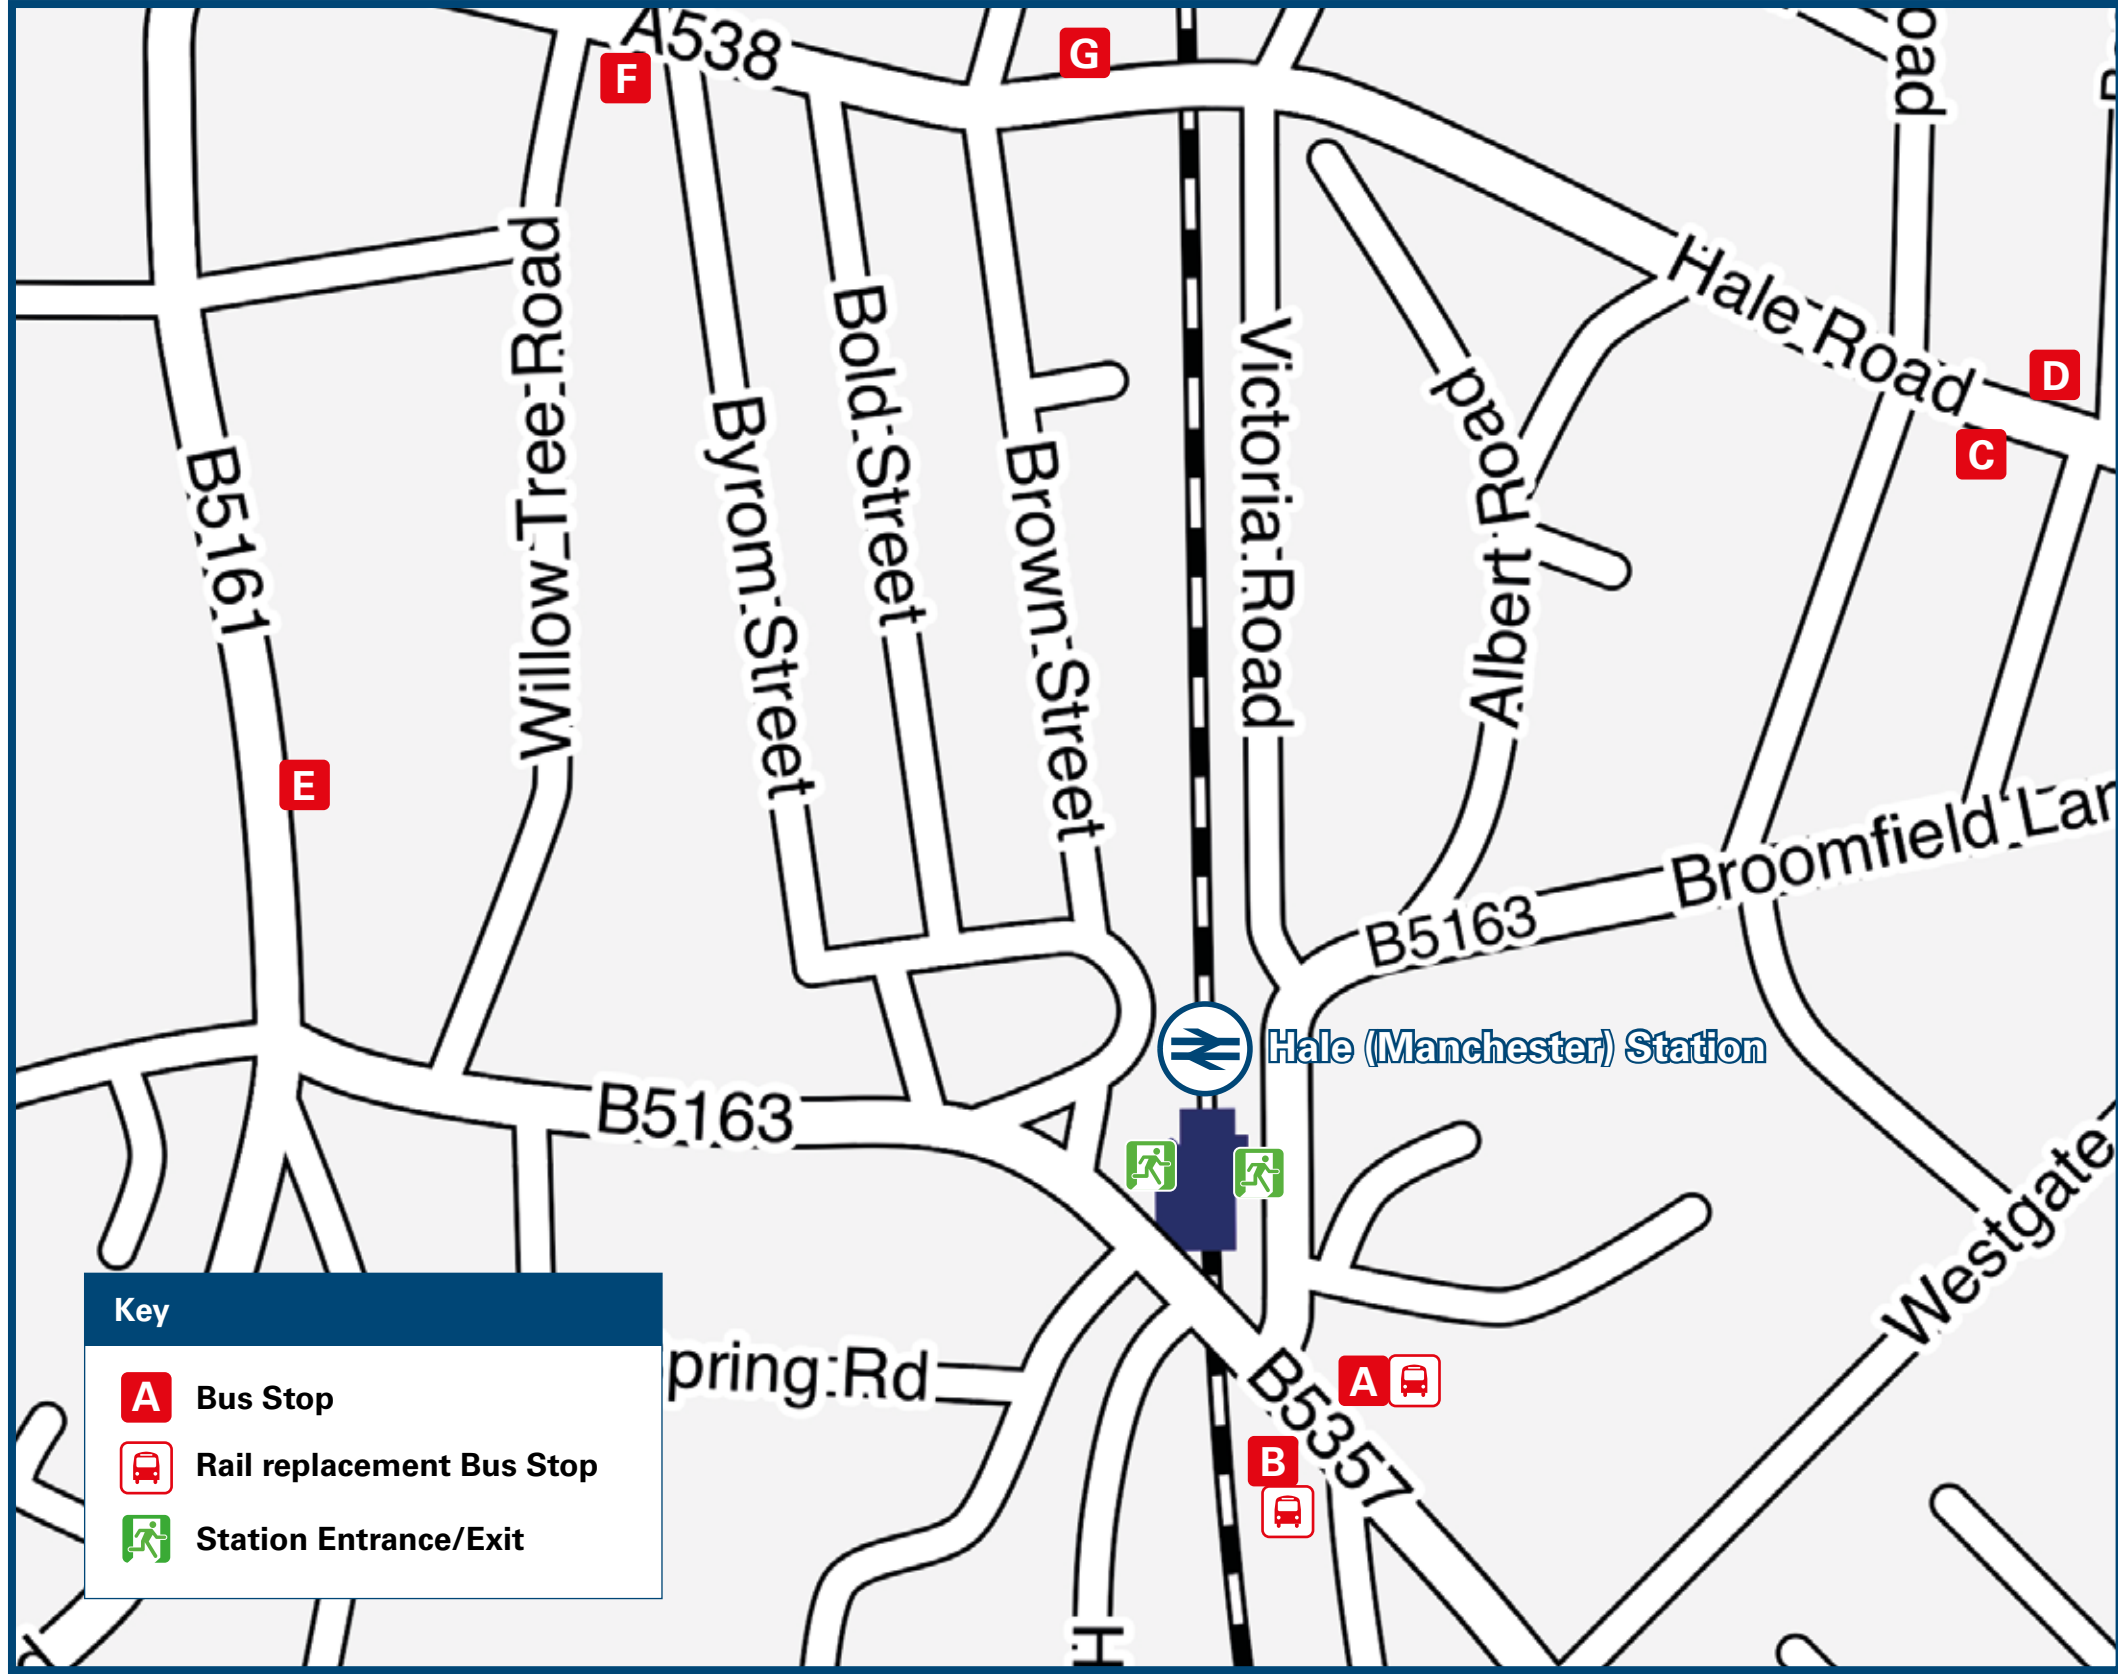 A538
G
F
oad
Hale Road
D
C
Willow Tree Road
Bold Street
Byrom Street
Brown Street
Victoria Road
Albert Road
B5161
E
Broomfield Lan
B5163
Hale (Manchester) Station
B5163
Westgate
Key
A Bus Stop
Rail replacement Bus Stop
Station Entrance/Exit
pring Rd
B5357
A
B
H